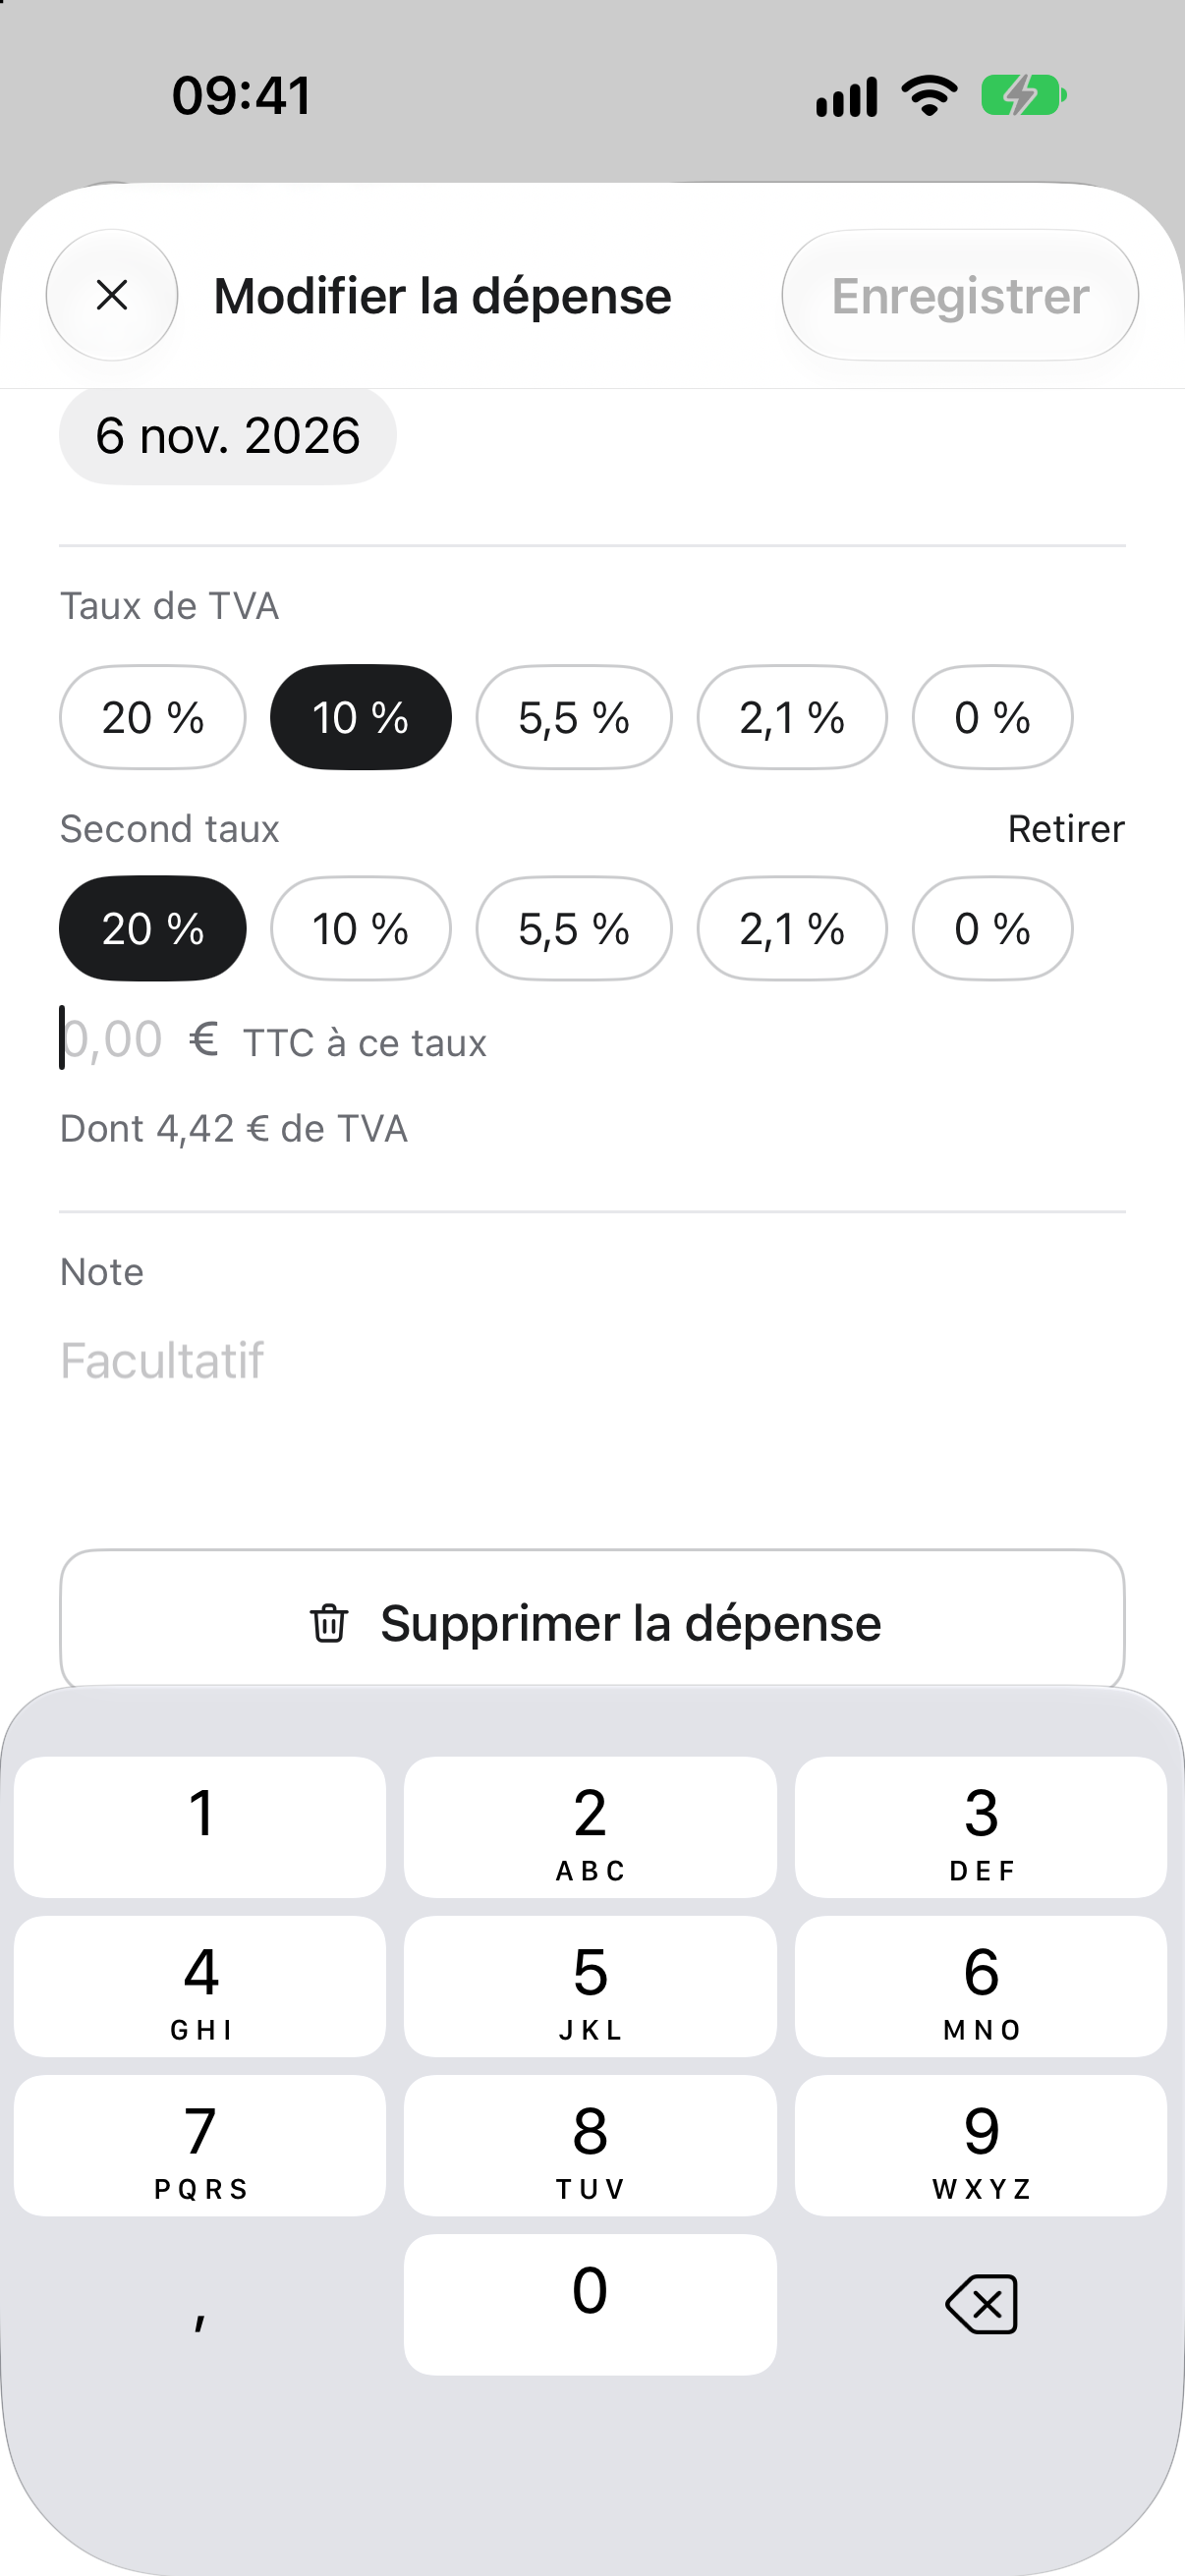 09:41
Modifier la dépense
Enregistrer
6 nov. 2026
Taux de TVA
20 % 10 % 5,5 % 2,1 % 0 %
Second taux Retirer
20 % 10 % 5,5 % 2,1 % 0 %
0,00 € TTC à ce taux
Dont 4,42 € de TVA
Note
Facultatif
Supprimer la dépense
1 2 3
ABC DEF
4 5 6
GHI JKL MNO
7 8 9
PQRS TUV WXYZ
, 0